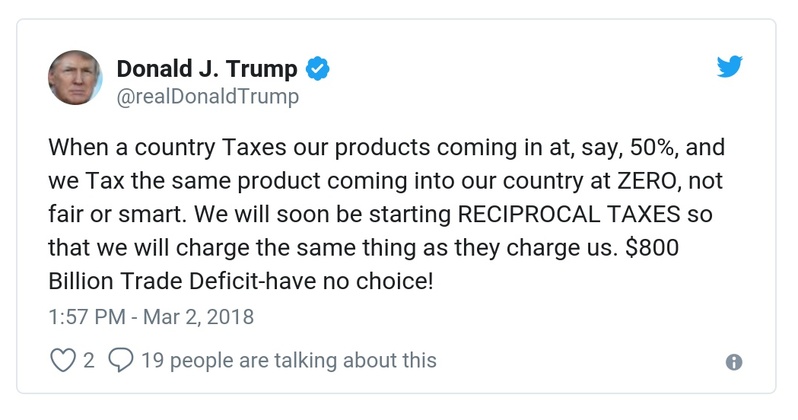 Donald J. Trump
@realDonaldTrump
When a country Taxes our products coming in at, say, 50%, and
we Tax the same product coming into our country at ZERO, not
fair or smart. We will soon be starting RECIPROCAL TAXES so
that we will charge the same thing as they charge us. $800
Billion Trade Deficit-have no choice!
1:57 PM - Mar 2, 2018
2 19 people are talking about this